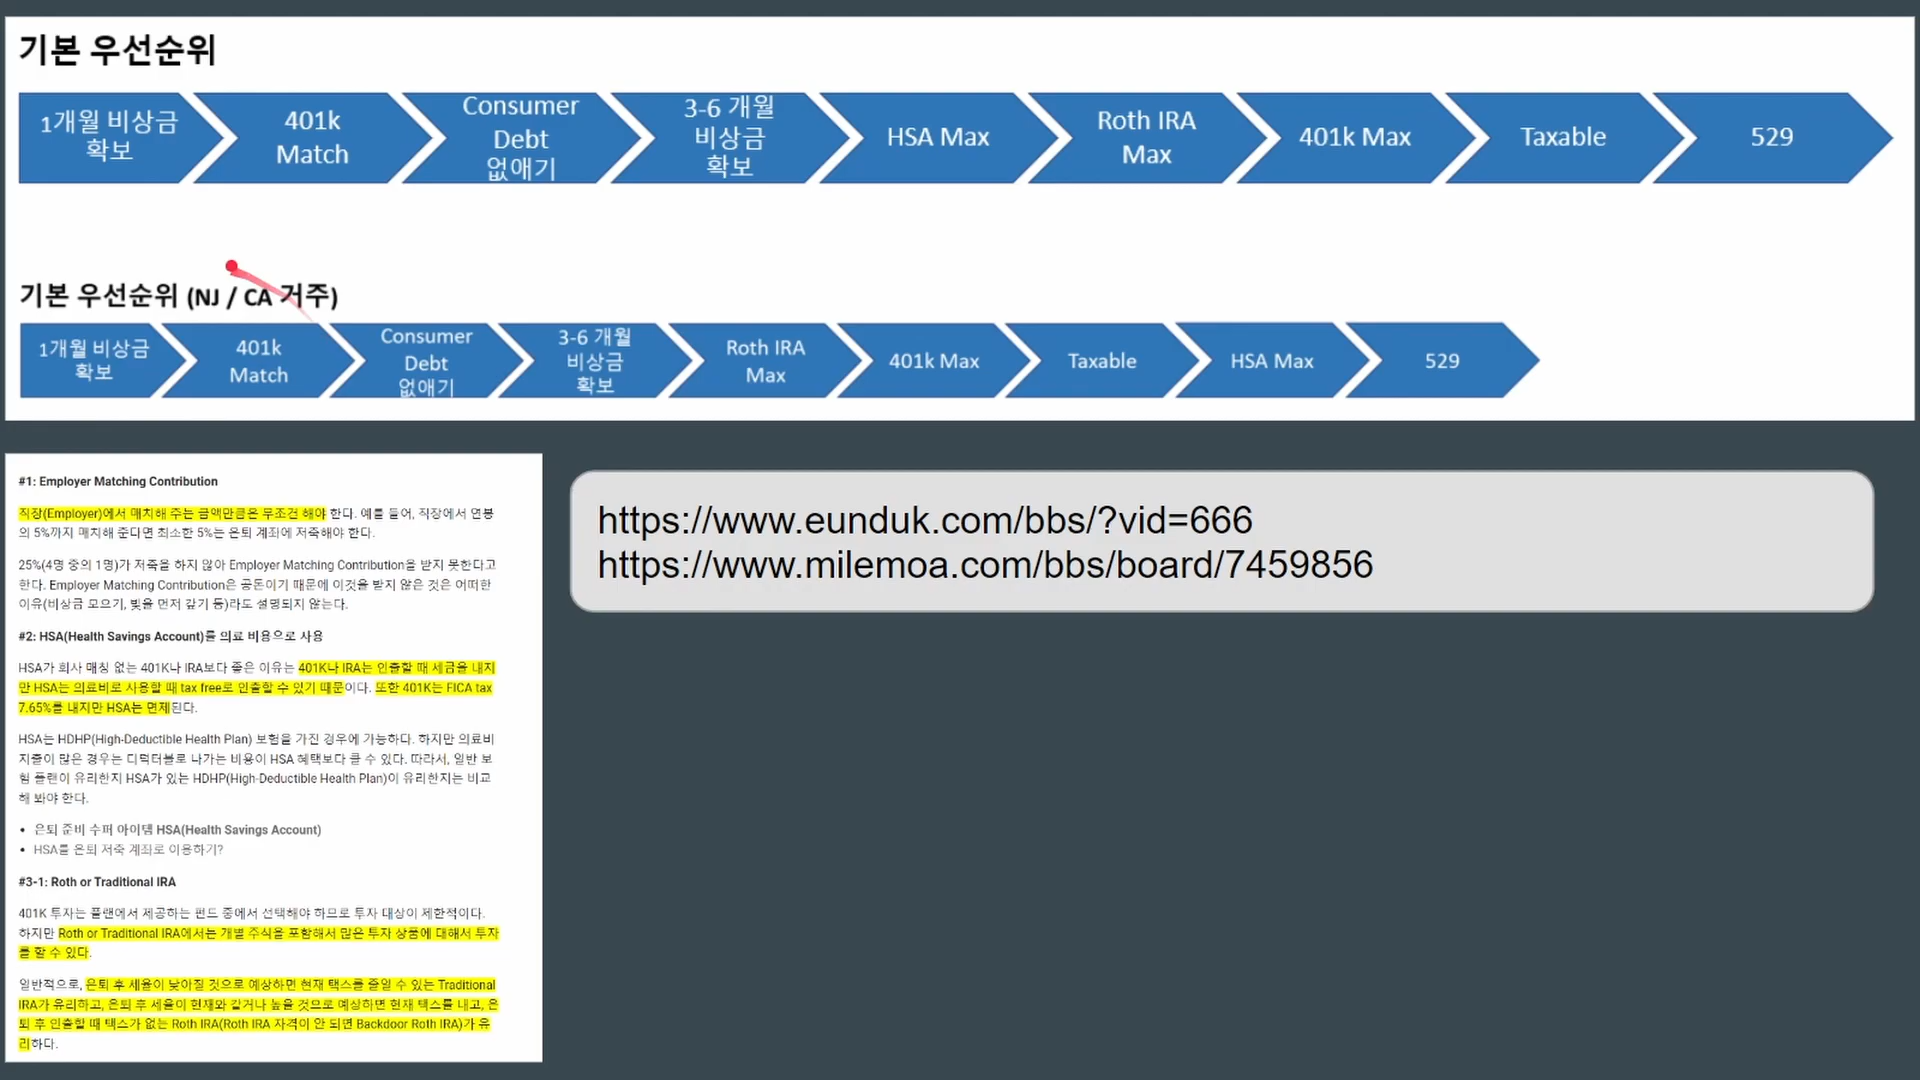 기본 우선순위
1개월 비상금
확보
401k
Match
Consumer
Debt
없애기
3-6 개월
비상금
확보
HSA Max
Roth IRA
Max
401k Max
Taxable
529
기본 우선순위 (NJ / CA 거주)
1개월 비상금
확보
401k
Match
Consumer
Debt
없애기
3-6 개월
비상금
확보
Roth IRA
Max
401k Max
Taxable
HSA Max
529
#1: Employer Matching Contribution
직장(Employer)에서 매치해 주는 금액만큼은 무조건 해야 한다. 예를 들어, 직장에서 연봉
의 5%까지 매치해 준다면 최소한 5%는 은퇴 계좌에 저축해야 한다.
25%(4명 중의 1명)가 저축을 하지 않아 Employer Matching Contribution을 받지 못한다고
한다. Employer Matching Contribution은 공돈이기 때문에 이것을 받지 않은 것은 어떠한
이유(비상금 모으기, 빚을 먼저 갚기 등)라도 설명되지 않는다.
#2: HSA(Health Savings Account)를 의료 비용으로 사용
HSA가 회사 매칭 없는 401K나 IRA보다 좋은 이유는 401K나 IRA는 인출할 때 세금을 내지
만 HSA는 의료비로 사용할 때 tax free로 인출할 수 있기 때문이다. 또한 401K는 FICA tax
7.65%를 내지만 HSA는 면제된다.
HSA는 HDHP(High-Deductible Health Plan) 보험을 가진 경우에 가능하다. 하지만 의료비
지출이 많은 경우는 디덕터블로 나가는 비용이 HSA 혜택보다 클 수 있다. 따라서, 일반 보
험 플랜이 유리한지 HSA가 있는 HDHP(High-Deductible Health Plan)이 유리한지는 비교
해 봐야 한다.
• 은퇴 준비 수퍼 아이템 HSA(Health Savings Account)
• HSA를 은퇴 저축 계좌로 이용하기?
#3-1: Roth or Traditional IRA
401K 투자는 플랜에서 제공하는 펀드 중에서 선택해야 하므로 투자 대상이 제한적이다.
하지만 Roth or Traditional IRA에서는 개별 주식을 포함해서 많은 투자 상품에 대해서 투자
를 할 수 있다.
일반적으로, 은퇴 후 세율이 낮아질 것으로 예상하면 현재 택스를 줄일 수 있는 Traditional
IRA가 유리하고, 은퇴 후 세율이 현재와 같거나 높을 것으로 예상하면 현재 택스를 내고, 은
퇴 후 인출할 때 택스가 없는 Roth IRA(Roth IRA 자격이 안 되면 Backdoor Roth IRA)가 유
리하다.
https://www.eunduk.com/bbs/?vid=666
https://www.milemoa.com/bbs/board/7459856